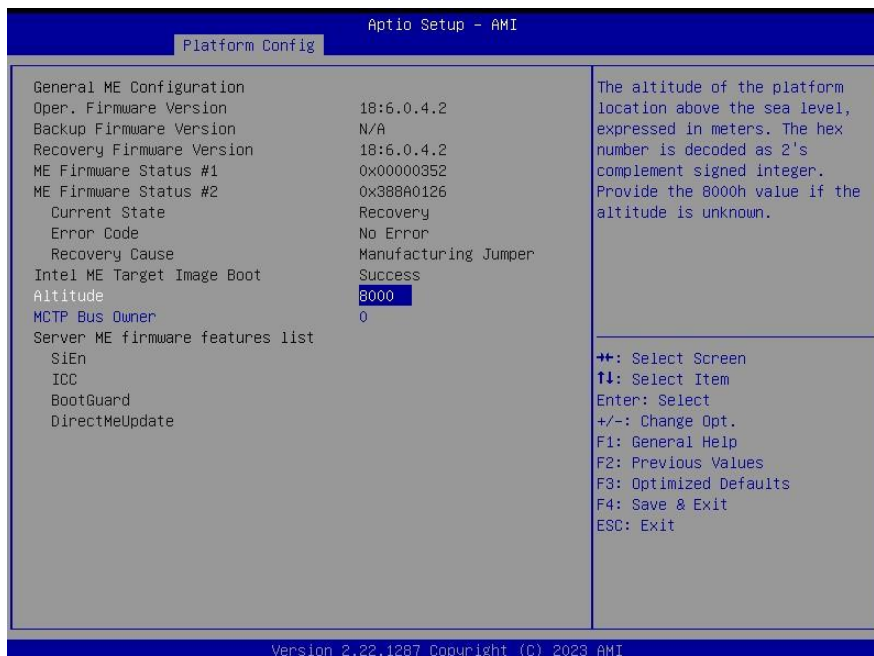 Aptio Setup - AMI
Platform Config
General ME Configuration
Oper. Firmware Version 18:6.0.4.2
Backup Firmware Version N/A
Recovery Firmware Version 18:6.0.4.2
ME Firmware Status #1 0x00000352
ME Firmware Status #2 0x388A0126
Current State Recovery
Error Code No Error
Recovery Cause Manufacturing Jumper
Intel ME Target Image Boot Success
Altitude 8000
MCTP Bus Owner 0
Server ME firmware features list
SiEn
ICC
BootGuard
DirectMeUpdate
The altitude of the platform
location above the sea level,
expressed in meters. The hex
number is decoded as 2's
complement signed integer.
Provide the 8000h value if the
altitude is unknown.
→←: Select Screen
↑↓: Select Item
Enter: Select
+/-: Change Opt.
F1: General Help
F2: Previous Values
F3: Optimized Defaults
F4: Save & Exit
ESC: Exit
Version 2.22.1287 Copyright (C) 2023 AMI